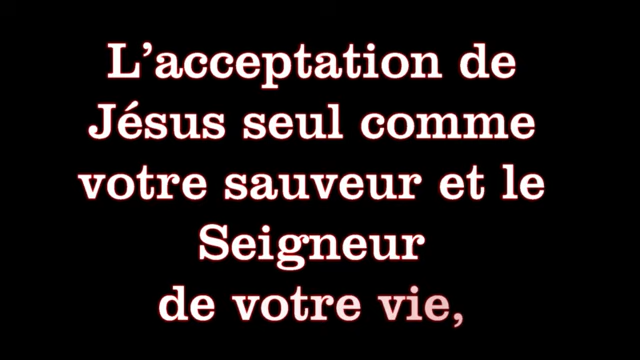 L’acceptation de
Jésus seul comme
votre sauveur et le
Seigneur
de votre vie,